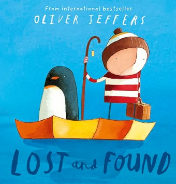 From international bestseller
OLIVER JEFFERS
LOST and FOUND